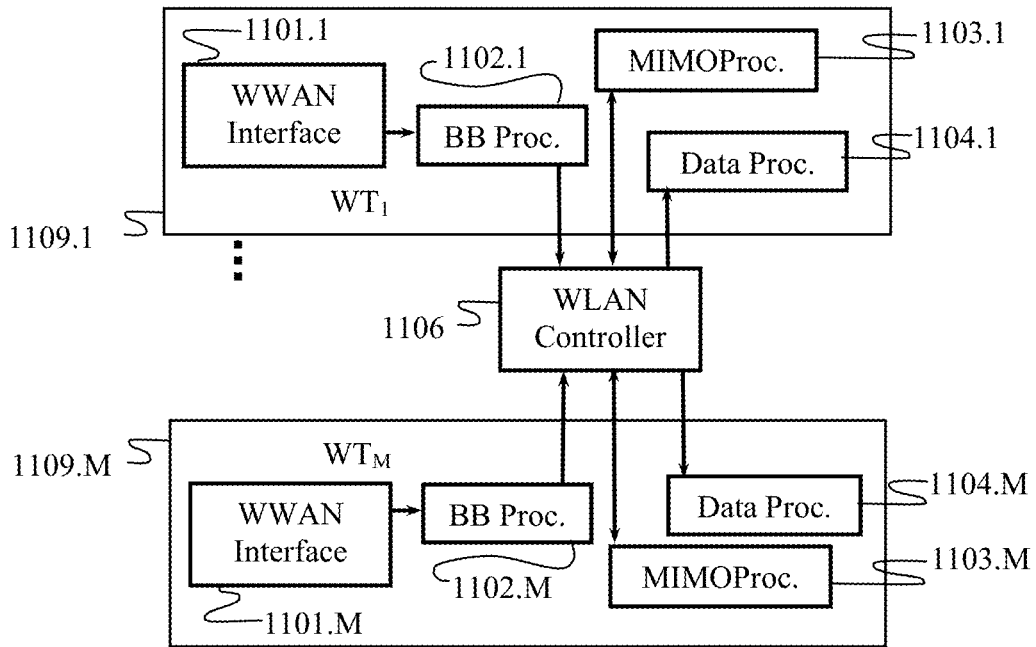 1101.1
1102.1
1103.1
WWAN
Interface
BB Proc.
MIMOProc.
Data Proc.
1104.1
WT₁
1109.1
WLAN
Controller
1106
1109.M
WT_M
WWAN
Interface
BB Proc.
Data Proc.
1104.M
MIMOProc.
1103.M
1102.M
1101.M